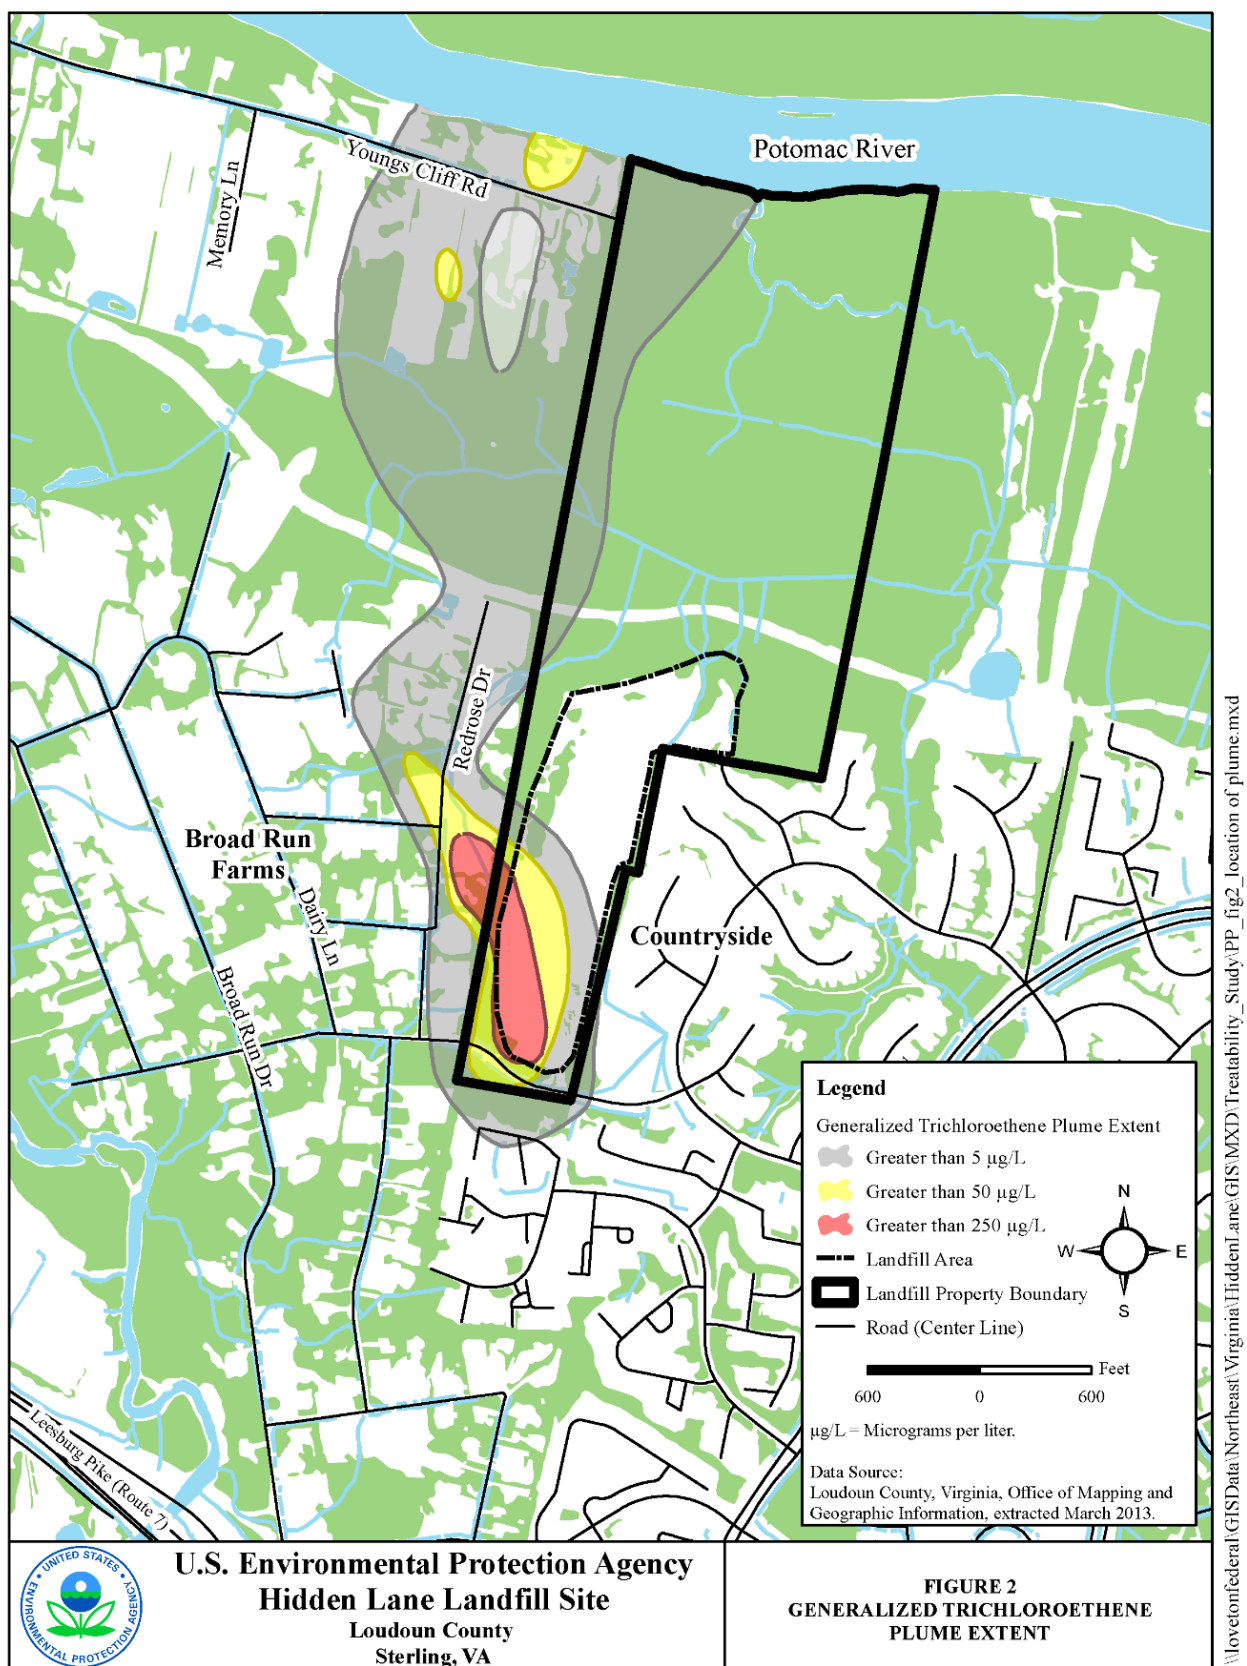 Potomac River
Youngs Cliff Rd
Memory Ln
Redrose Dr
Broad Run
Farms
Dairy Ln
Countryside
Broad Run Dr
Leesburg Pike (Route 7)
Legend
Generalized Trichloroethene Plume Extent
Greater than 5 µg/L
Greater than 50 µg/L
Greater than 250 µg/L
Landfill Area
Landfill Property Boundary
Road (Center Line)
N
W
E
S
Feet
600 0 600
µg/L = Micrograms per liter.
Data Source:
Loudoun County, Virginia, Office of Mapping and
Geographic Information, extracted March 2013.
UNITED STATES
ENVIRONMENTAL PROTECTION AGENCY
U.S. Environmental Protection Agency
Hidden Lane Landfill Site
Loudoun County
Sterling, VA
FIGURE 2
GENERALIZED TRICHLOROETHENE
PLUME EXTENT
\\lovetonfederal\GISData\Northeast\Virginia\HiddenLane\GIS\MXD\Treatability_Study\PP_fig2_location of plume.mxd